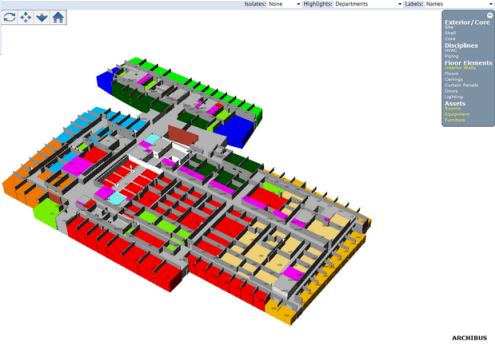 Isolates: None Highlights: Departments Labels: Names
Exterior/Core
Site
Shell
Core
Disciplines
HVAC
Piping
Floor Elements
Interior Walls
Floors
Ceilings
Curtain Panels
Doors
Lighting
Assets
Rooms
Equipment
Furniture
ARCHIBUS